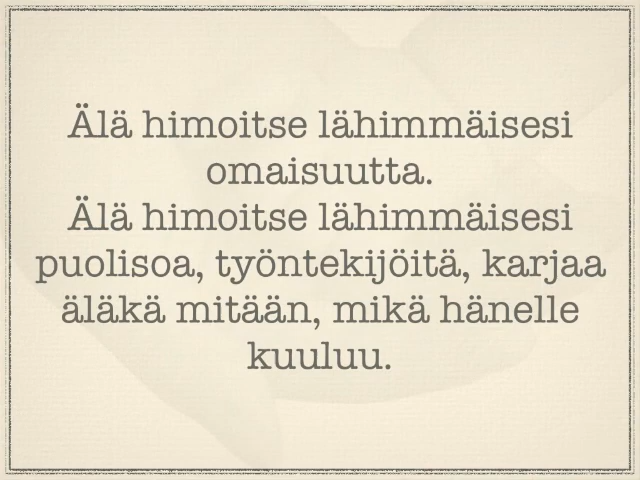 Älä himoitse lähimmäisesi
omaisuutta.
Älä himoitse lähimmäisesi
puolisoa, työntekijöitä, karjaa
äläkä mitään, mikä hänelle
kuuluu.